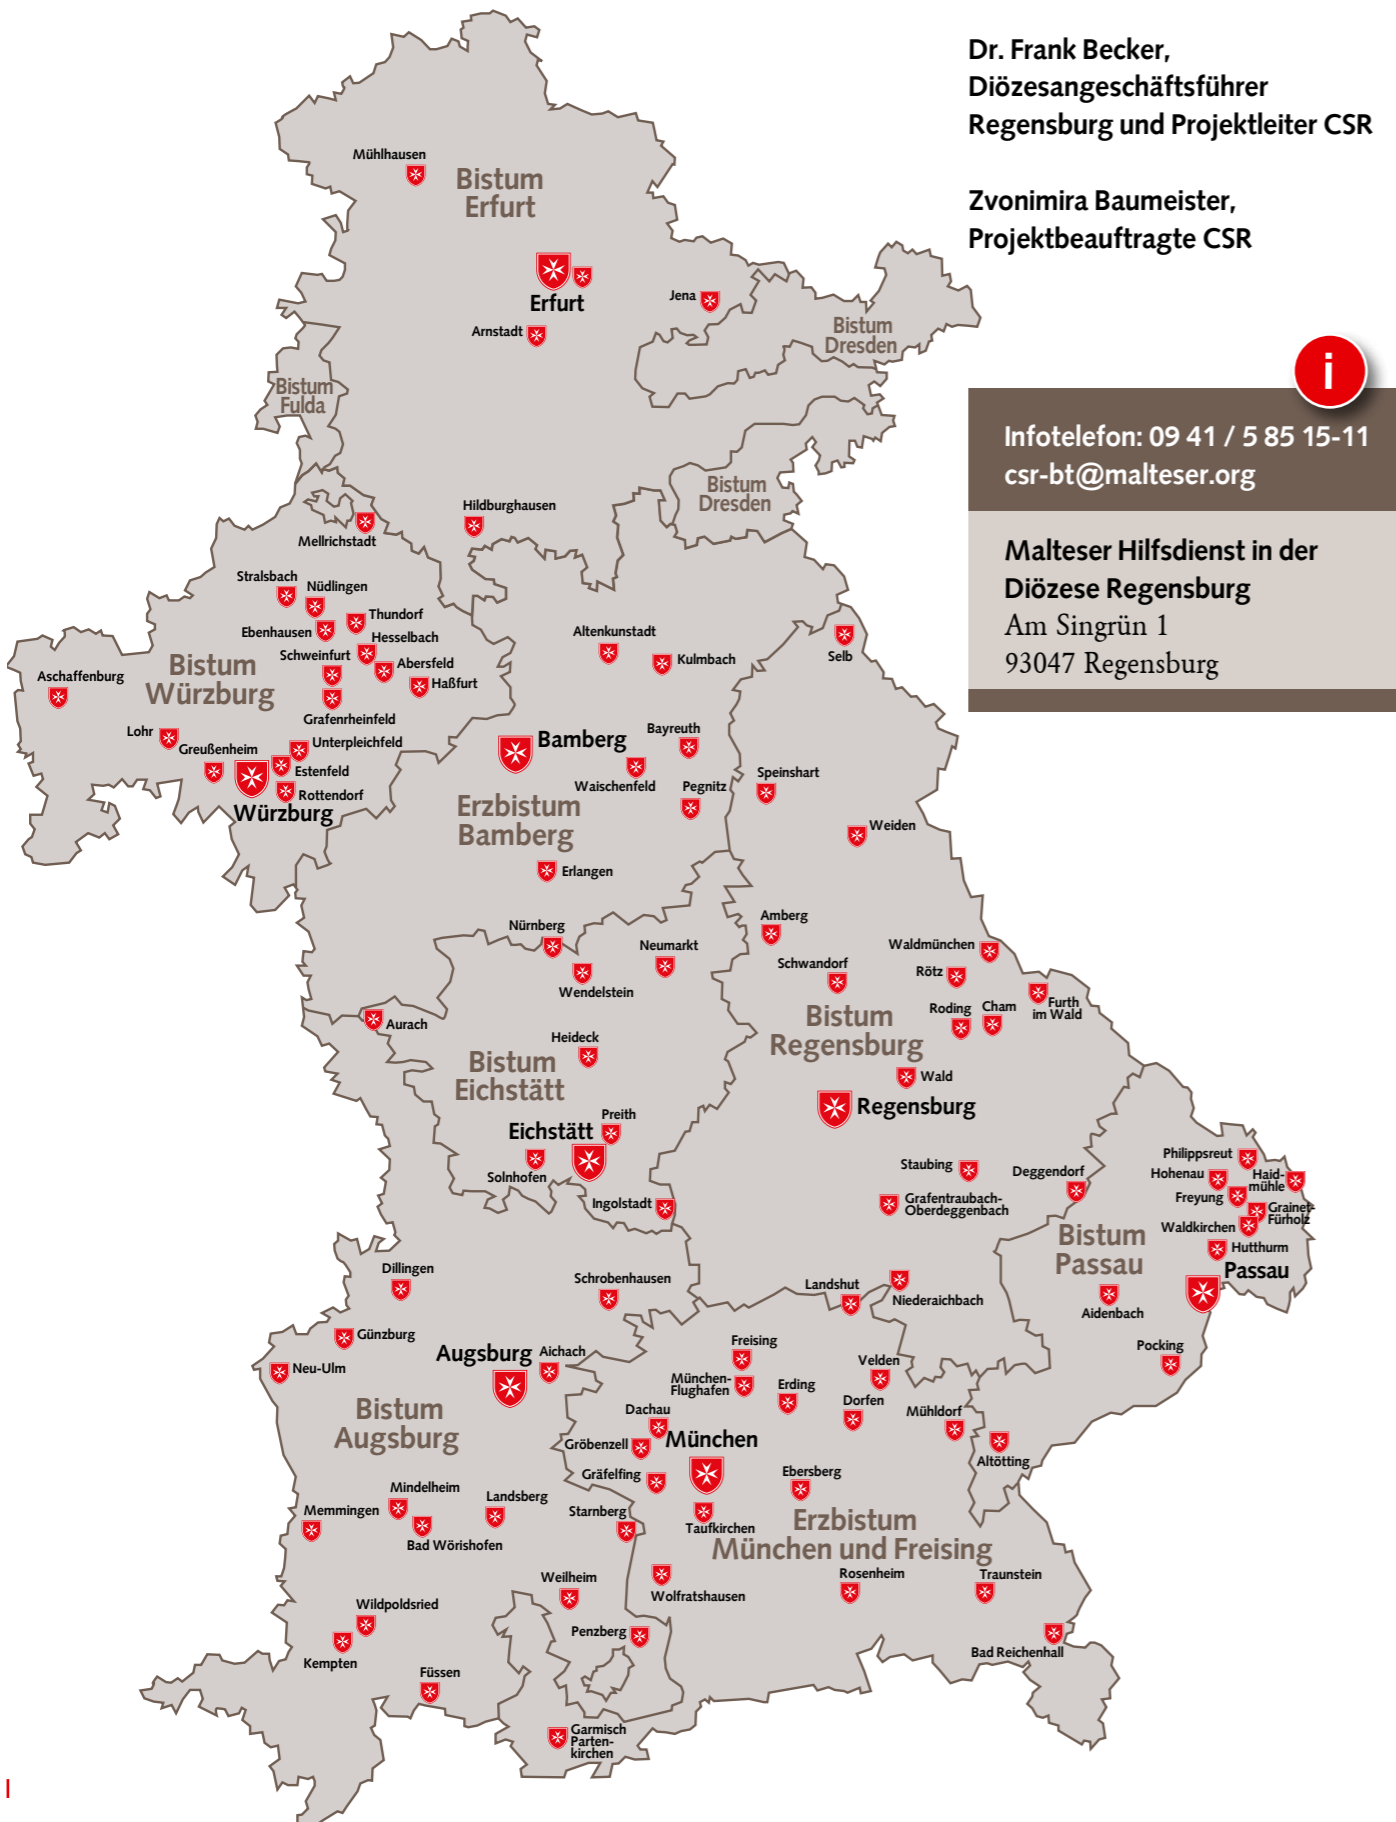 Dr. Frank Becker,
Diözesangeschäftsführer
Regensburg und Projektleiter CSR
Zvonimira Baumeister,
Projektbeauftragte CSR
i
Infotelefon: 09 41 / 5 85 15-11
csr-bt@malteser.org
Malteser Hilfsdienst in der
Diözese Regensburg
Am Singrün 1
93047 Regensburg
Mühlhausen
Bistum
Erfurt
Erfurt
Jena
Arnstadt
Bistum
Dresden
Bistum
Fulda
Bistum
Dresden
Hildburghausen
Mellrichstadt
Stralsbach
Nüdlingen
Thundorf
Ebenhausen
Hesselbach
Schweinfurt
Abersfeld
Haßfurt
Bistum
Würzburg
Aschaffenburg
Grafenrheinfeld
Lohr
Greußenheim
Unterpleichfeld
Estenfeld
Rottendorf
Würzburg
Altenkunstadt
Kulmbach
Selb
Bamberg
Bayreuth
Waischenfeld
Pegnitz
Speinshart
Erzbistum
Bamberg
Weiden
Erlangen
Nürnberg
Neumarkt
Wendelstein
Amberg
Schwandorf
Waldmünchen
Rötz
Furth
im Wald
Roding
Cham
Bistum
Regensburg
Aurach
Heideck
Bistum
Eichstätt
Wald
Regensburg
Preith
Eichstätt
Solnhofen
Ingolstadt
Staubing
Deggendorf
Grafentraubach-
Oberdeggenbach
Philippsreut
Hohenau
Haid-
mühle
Freyung
Grainet-
Fürholz
Waldkirchen
Hutthurm
Bistum
Passau
Passau
Aidenbach
Pocking
Dillingen
Schrobenhausen
Landshut
Niederaichbach
Günzburg
Neu-Ulm
Augsburg
Aichach
Freising
München-
Flughafen
Erding
Velden
Dorfen
Mühldorf
Altötting
Bistum
Augsburg
Dachau
Gröbenzell
München
Gräfelfing
Ebersberg
Mindelheim
Memmingen
Landsberg
Bad Wörishofen
Starnberg
Taufkirchen
Erzbistum
München und Freising
Weilheim
Wolfratshausen
Rosenheim
Traunstein
Wildpoldsried
Kempten
Penzberg
Bad Reichenhall
Füssen
Garmisch
Parten-
kirchen